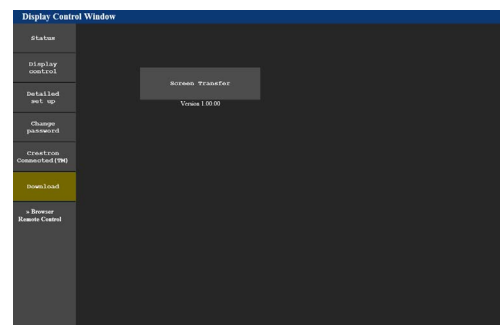 Display Control Window
Status
Display
control
Detailed
set up
Change
password
Crestron
Connected(TM)
Download
» Browser
Remote Control
Screen Transfer
Version 1.00.00